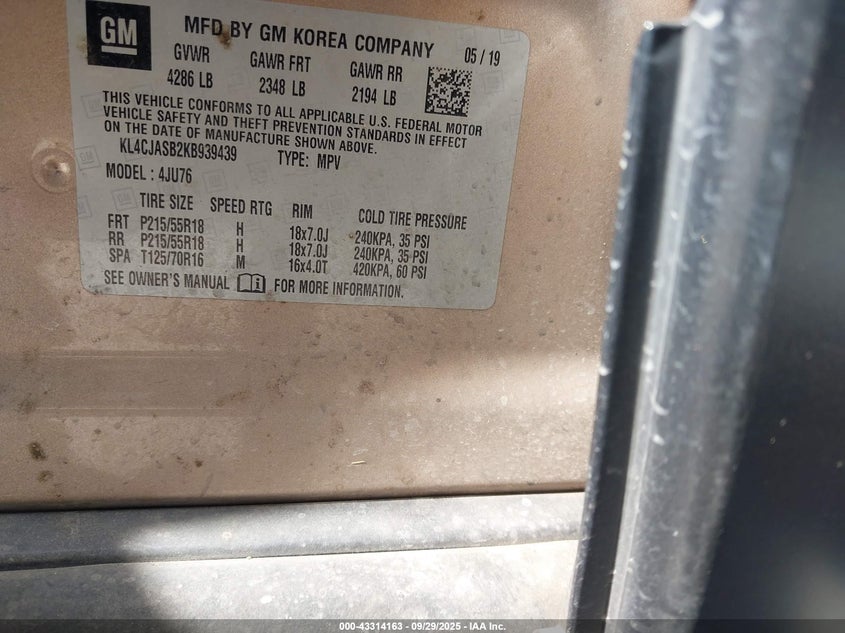 GM
MFD BY GM KOREA COMPANY 05 / 19
GVWR GAWR FRT GAWR RR
4286 LB 2348 LB 2194 LB
THIS VEHICLE CONFORMS TO ALL APPLICABLE U.S. FEDERAL MOTOR
VEHICLE SAFETY AND THEFT PREVENTION STANDARDS IN EFFECT
ON THE DATE OF MANUFACTURE SHOWN ABOVE.
KL4CJASB2KB939439 TYPE: MPV
MODEL : 4JU76
TIRE SIZE SPEED RTG RIM COLD TIRE PRESSURE
FRT P215/55R18 H 18x7.0J 240KPA, 35 PSI
RR P215/55R18 H 18x7.0J 240KPA, 35 PSI
SPA T125/70R16 M 16x4.0T 420KPA, 60 PSI
SEE OWNER'S MANUAL FOR MORE INFORMATION.
000-43314163 - 09/29/2025 - IAA Inc.